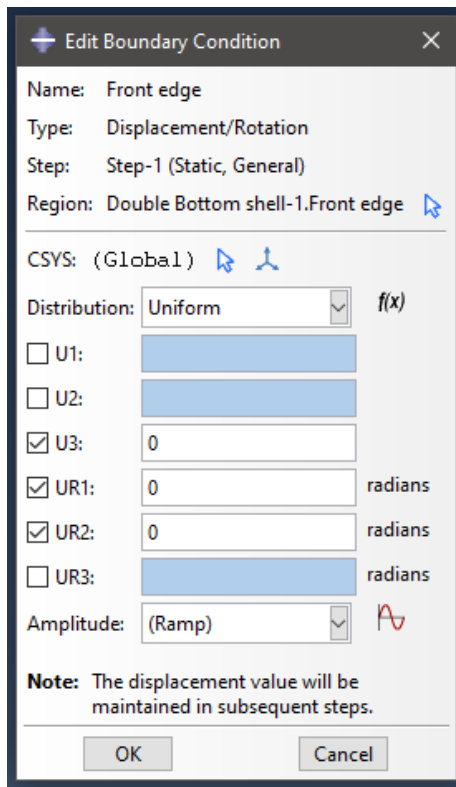 Edit Boundary Condition
Name: Front edge
Type: Displacement/Rotation
Step: Step-1 (Static, General)
Region: Double Bottom shell-1.Front edge
CSYS: (Global)
Distribution: Uniform f(x)
U1:
U2:
U3: 0
UR1: 0 radians
UR2: 0 radians
UR3: radians
Amplitude: (Ramp)
Note: The displacement value will be
maintained in subsequent steps.
OK Cancel